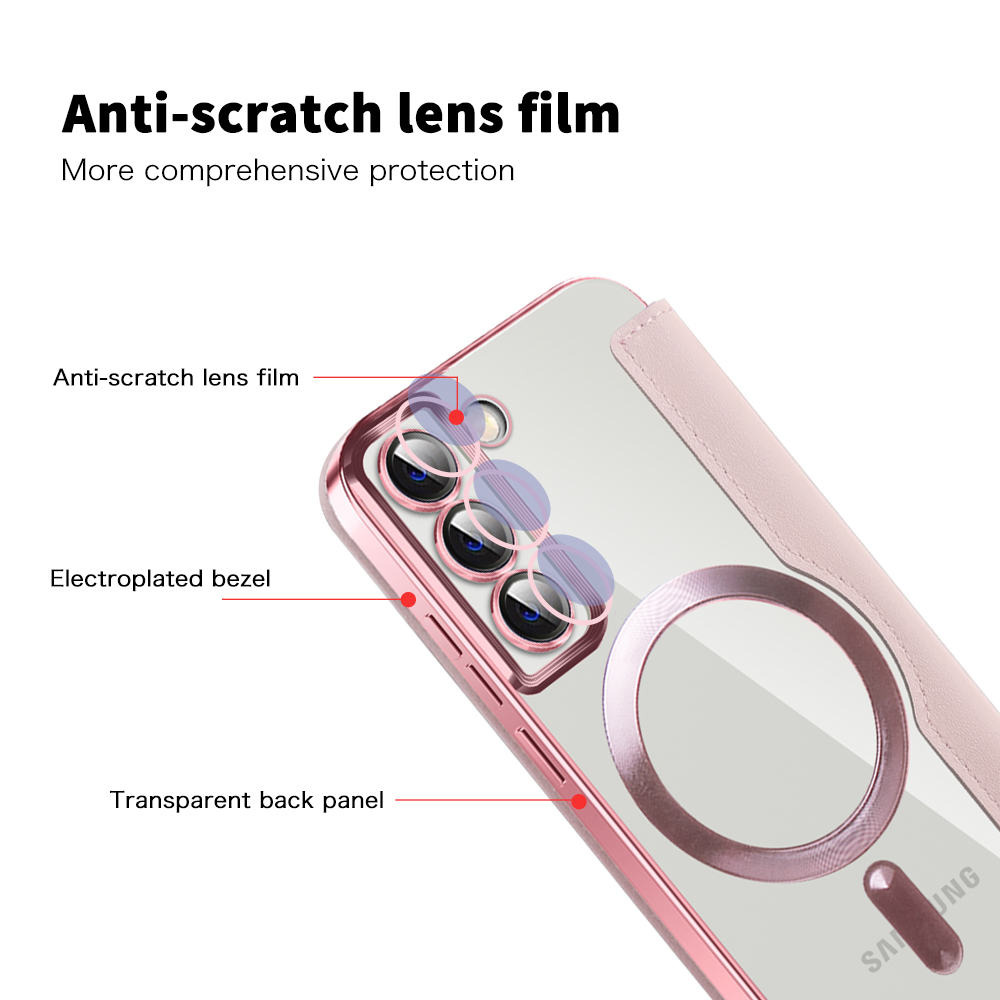 Anti-scratch lens film
More comprehensive protection
Anti-scratch lens film
Electroplated bezel
Transparent back panel